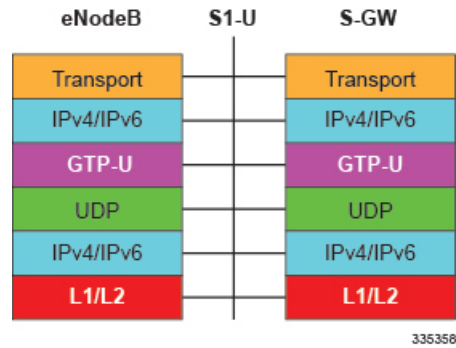 eNodeB S1-U S-GW
Transport Transport
IPv4/IPv6 IPv4/IPv6
GTP-U GTP-U
UDP UDP
IPv4/IPv6 IPv4/IPv6
L1/L2 L1/L2
335358